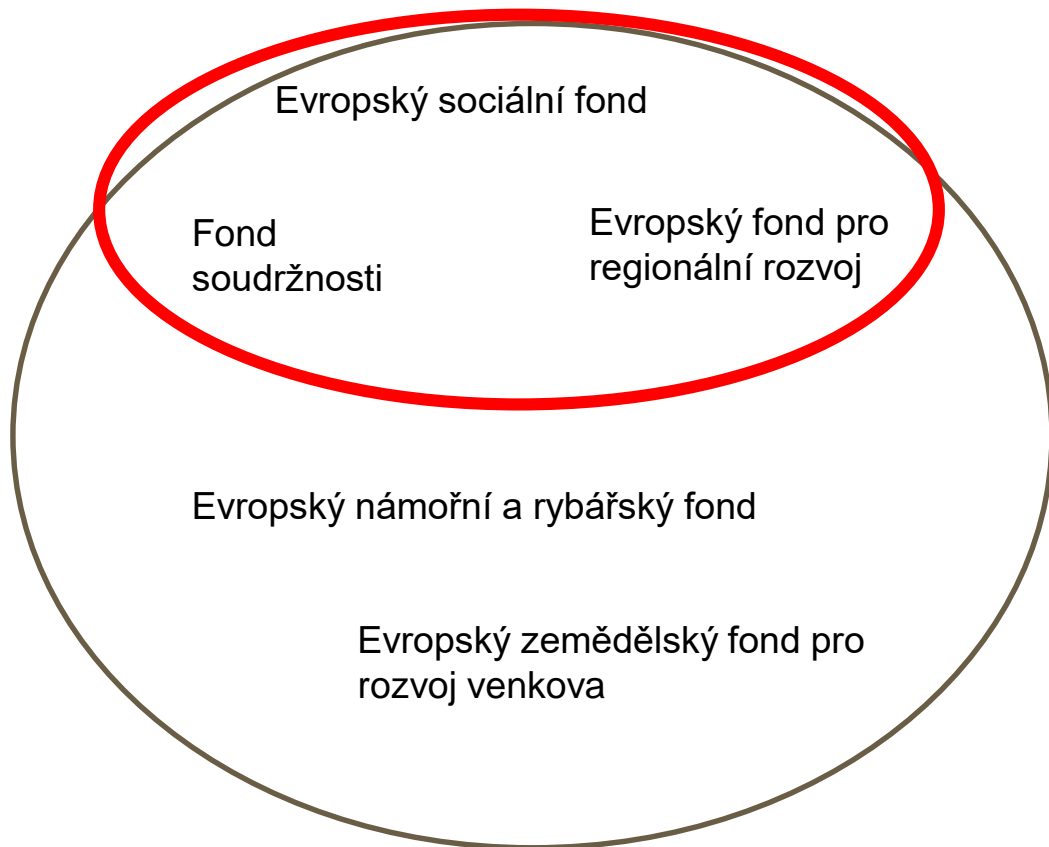 Evropský sociální fond
Fond
soudržnosti
Evropský fond pro
regionální rozvoj
Evropský námořní a rybářský fond
Evropský zemědělský fond pro
rozvoj venkova